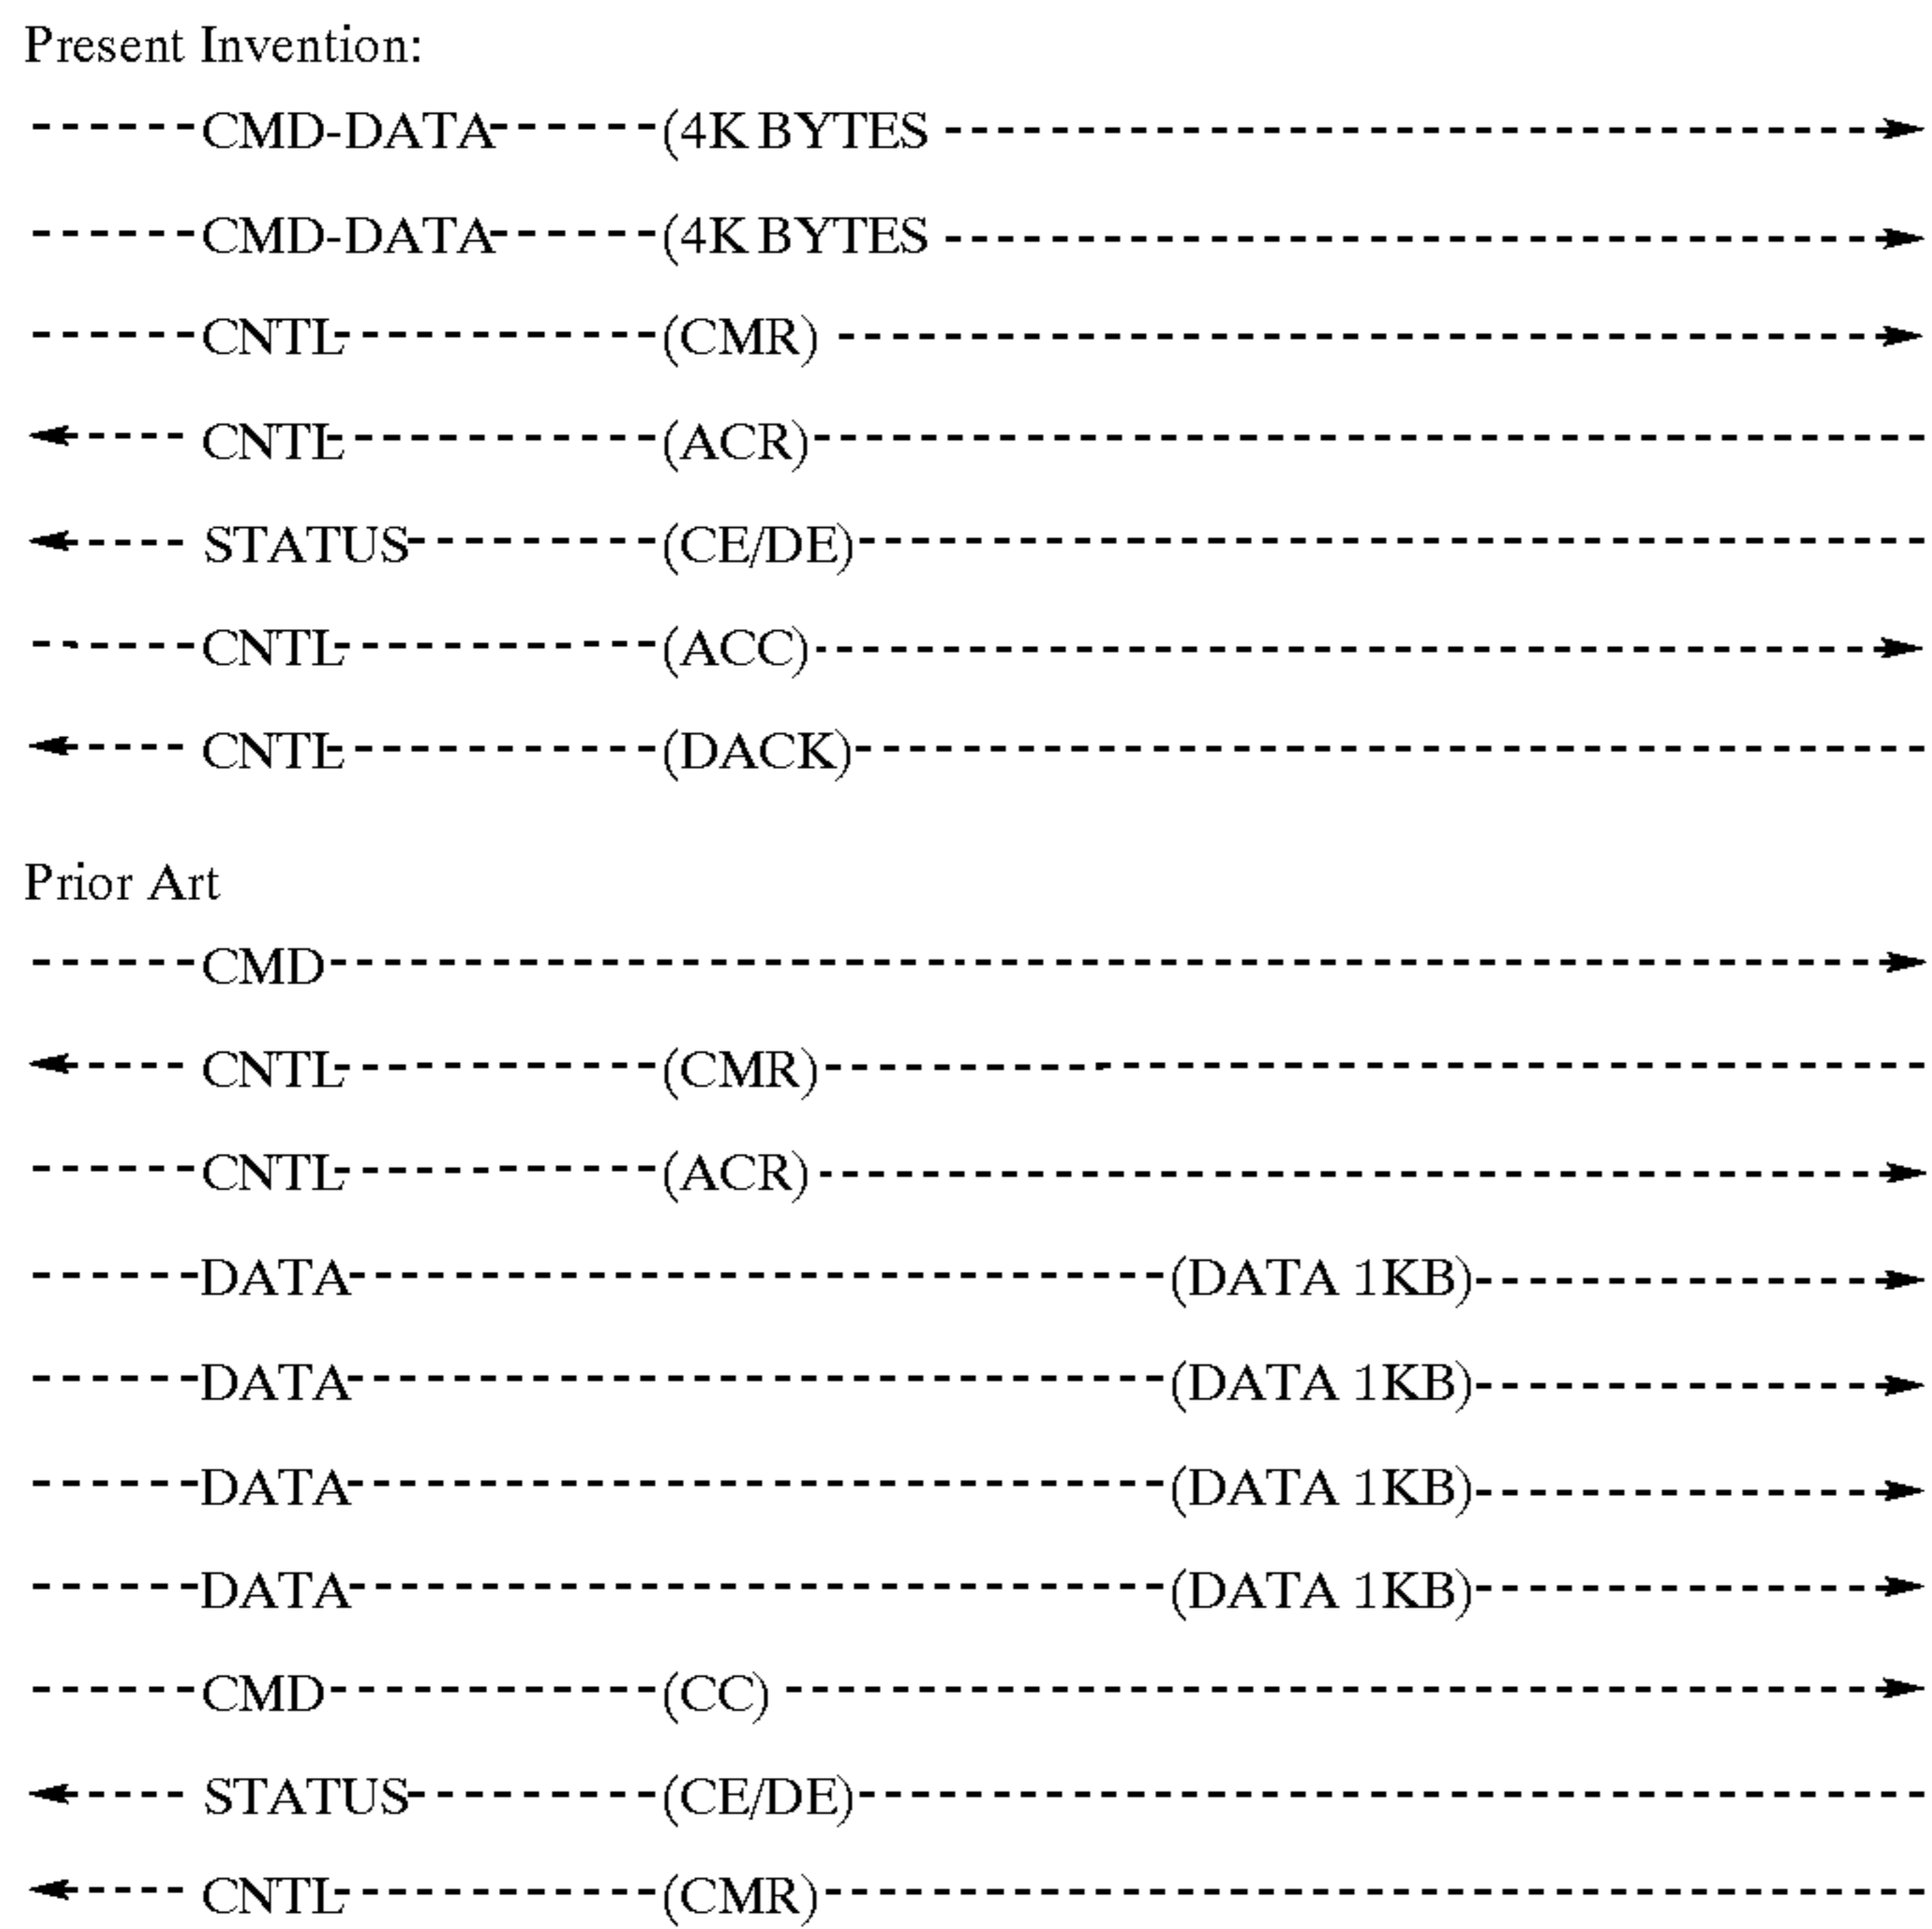 Present Invention:
CMD-DATA (4K BYTES
CMD-DATA (4K BYTES
CNTL (CMR)
CNTL (ACR)
STATUS (CE/DE)
CNTL (ACC)
CNTL (DACK)
Prior Art
CMD
CNTL (CMR)
CNTL (ACR)
DATA (DATA 1KB)
DATA (DATA 1KB)
DATA (DATA 1KB)
DATA (DATA 1KB)
CMD (CC)
STATUS (CE/DE)
CNTL (CMR)